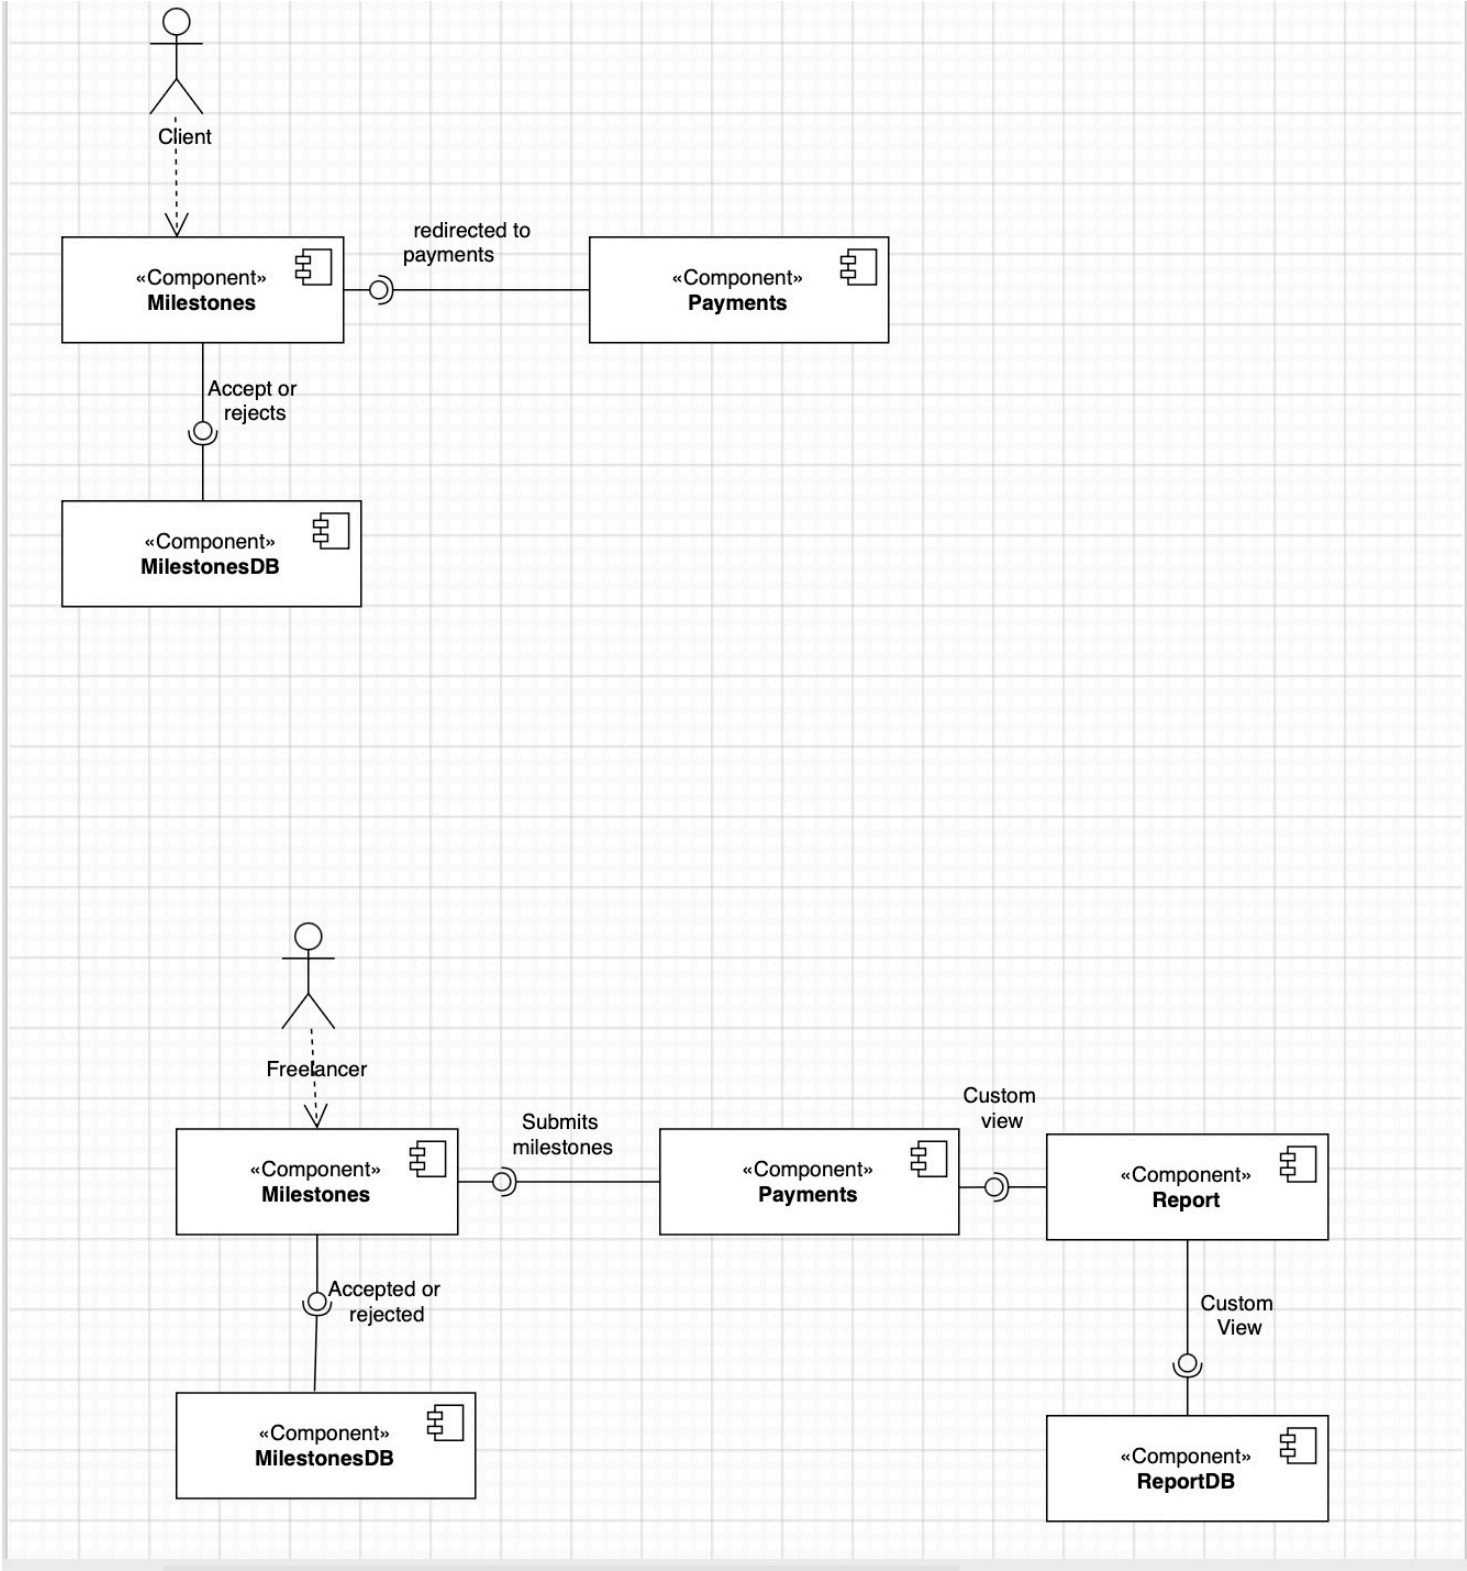 Client
redirected to
payments
«Component»
Milestones
«Component»
Payments
Accept or
rejects
«Component»
MilestonesDB
Freelancer
Submits
milestones
Custom
view
«Component»
Milestones
«Component»
Payments
«Component»
Report
Accepted or
rejected
Custom
View
«Component»
MilestonesDB
«Component»
ReportDB